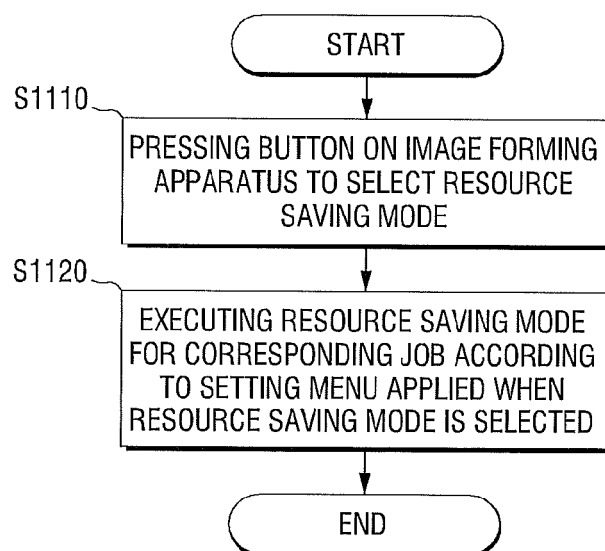 START
S1110
PRESSING BUTTON ON IMAGE FORMING
APPARATUS TO SELECT RESOURCE
SAVING MODE
S1120
EXECUTING RESOURCE SAVING MODE
FOR CORRESPONDING JOB ACCORDING
TO SETTING MENU APPLIED WHEN
RESOURCE SAVING MODE IS SELECTED
END